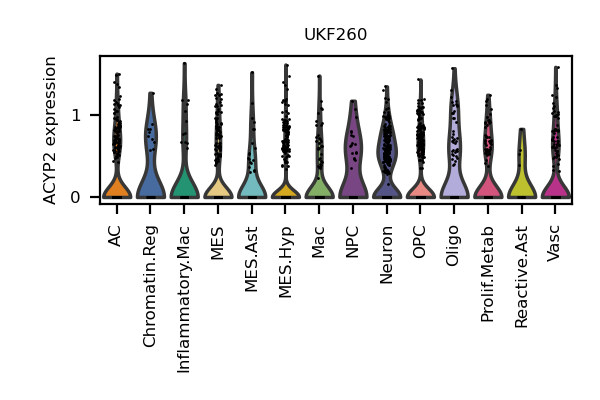 UKF260
ACYP2 expression
1
0
AC
Chromatin.Reg
Inflammatory.Mac
MES
MES.Ast
MES.Hyp
Mac
NPC
Neuron
OPC
Oligo
Prolif.Metab
Reactive.Ast
Vasc